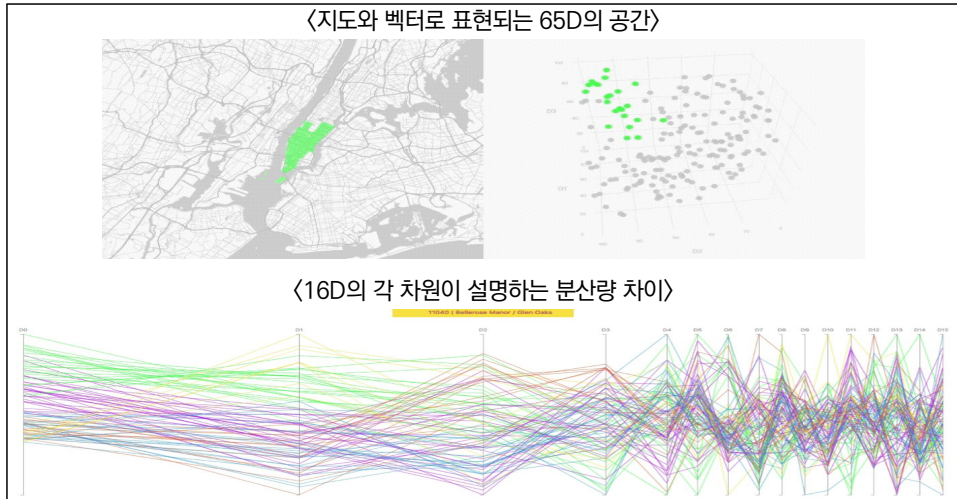 〈지도와 벡터로 표현되는 65D의 공간〉
〈16D의 각 차원이 설명하는 분산량 차이〉
11040 | Bellerose Manor / Glen Oaks
D0 D1 D2 D3 D4 D5 D6 D7 D8 D9 D10 D11 D12 D13 D14 D15